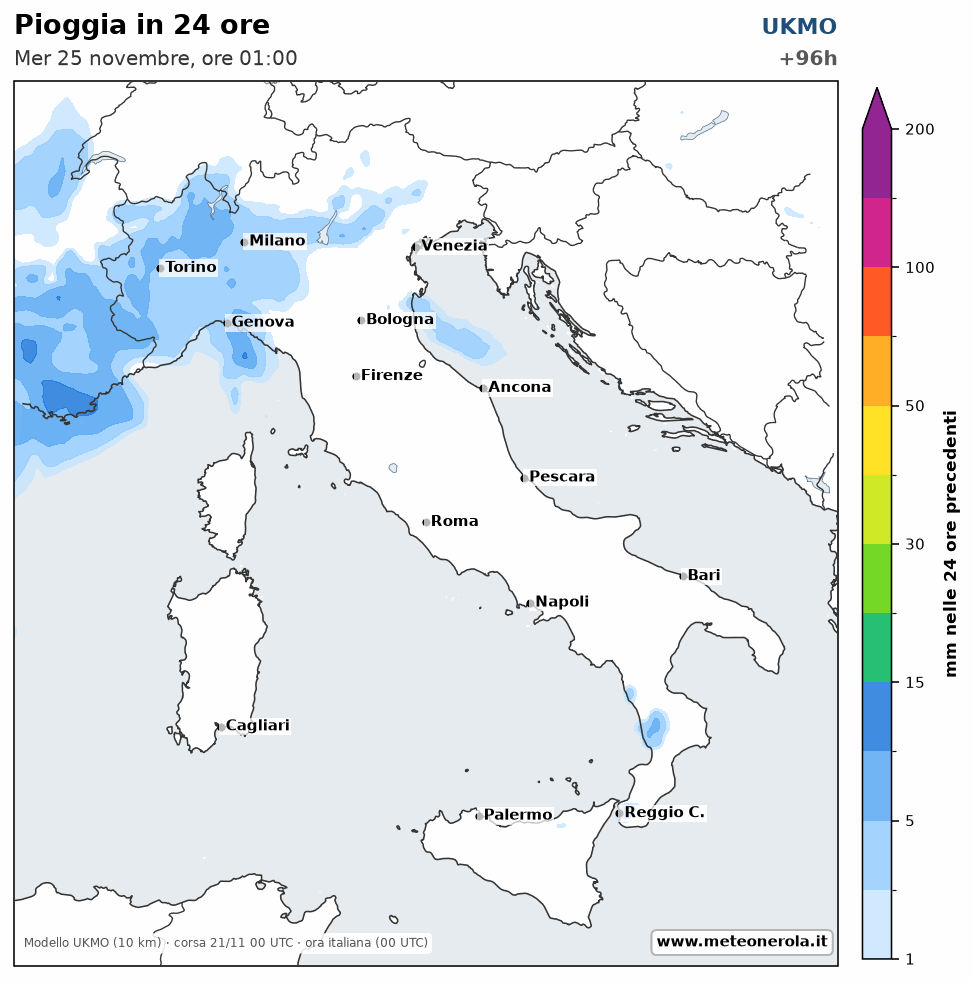 Pioggia in 24 ore
UKMO
Mer 25 novembre, ore 01:00
+96h
Milano
Venezia
Torino
Genova
Bologna
Firenze
Ancona
Pescara
Roma
Bari
Napoli
Cagliari
Palermo
Reggio C.
200
100
50
30
15
5
1
mm nelle 24 ore precedenti
Modello UKMO (10 km) · corsa 21/11 00 UTC · ora italiana (00 UTC)
www.meteonerola.it